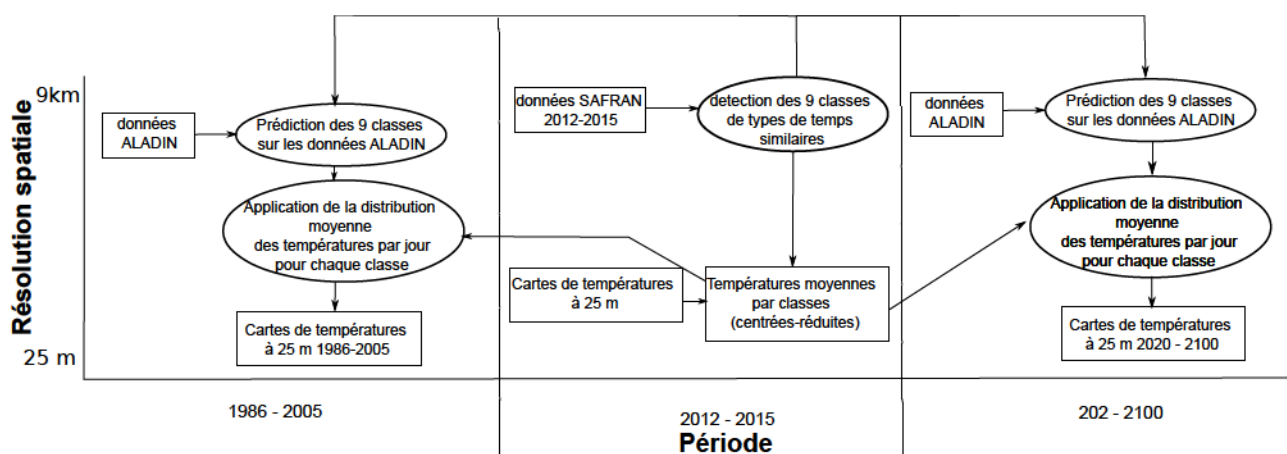 Résolution spatiale
9km
25 m
données
ALADIN
Prédiction des 9 classes
sur les données ALADIN
Application de la distribution
moyenne
des températures par jour
pour chaque classe
Cartes de températures
à 25 m 1986-2005
1986 - 2005
données SAFRAN
2012-2015
detection des 9 classes
de types de temps
similaires
Cartes de températures
à 25 m
Températures moyennes
par classes
(centrées-réduites)
2012 - 2015
Période
données
ALADIN
Prédiction des 9 classes
sur les données ALADIN
Application de la distribution
moyenne
des températures par jour
pour chaque classe
Cartes de températures
à 25 m 2020 - 2100
202 - 2100